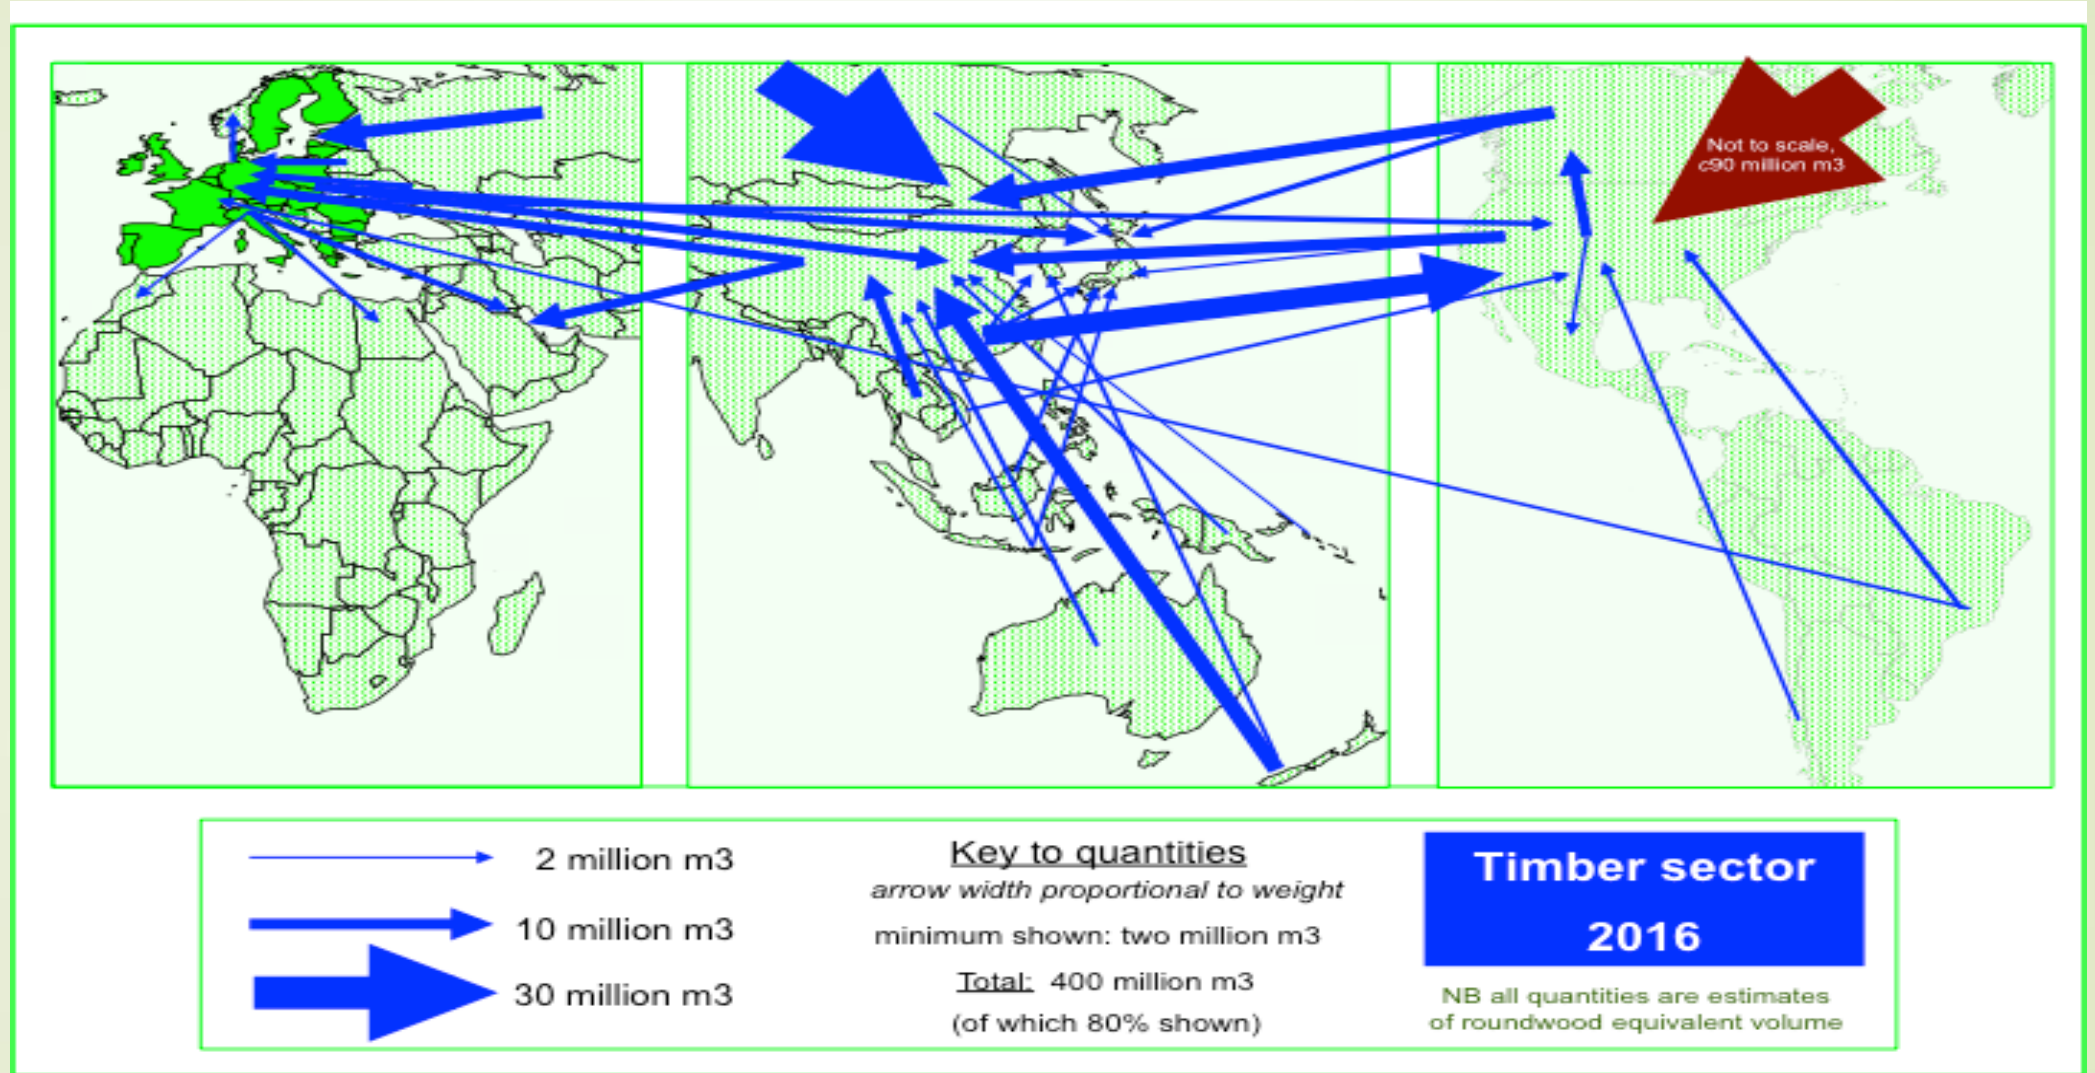 Not to scale,
c90 million m3
2 million m3
10 million m3
30 million m3
Key to quantities
arrow width proportional to weight
minimum shown: two million m3
Total: 400 million m3
(of which 80% shown)
Timber sector
2016
NB all quantities are estimates
of roundwood equivalent volume